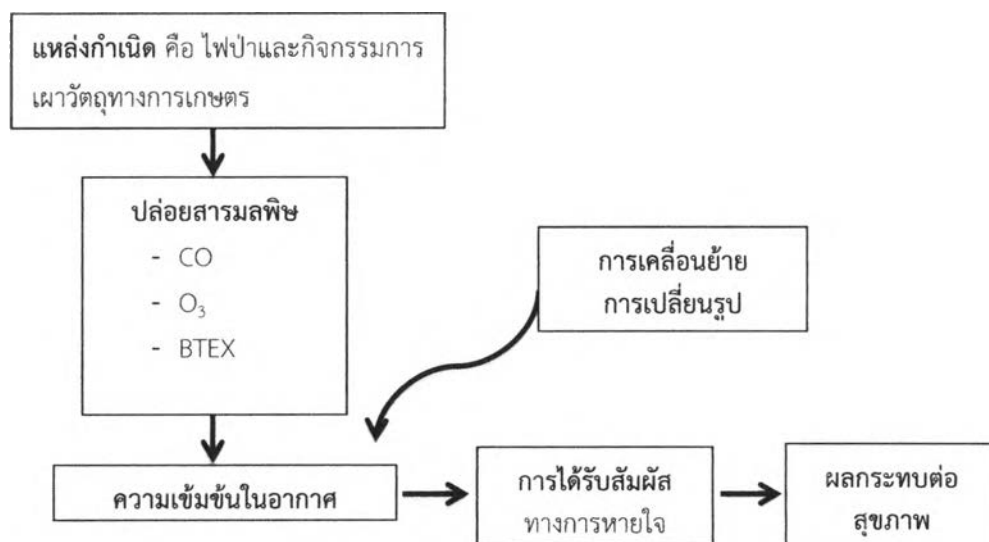 แหล่งกำเนิด คือ ไฟป่าและกิจกรรมการ
เผาวัตถุทางการเกษตร
ปล่อยสารมลพิษ
- CO
- O₃
- BTEX
การเคลื่อนย้าย
การเปลี่ยนรูป
ความเข้มข้นในอากาศ
การได้รับสัมผัส
ทางการหายใจ
ผลกระทบต่อ
สุขภาพ